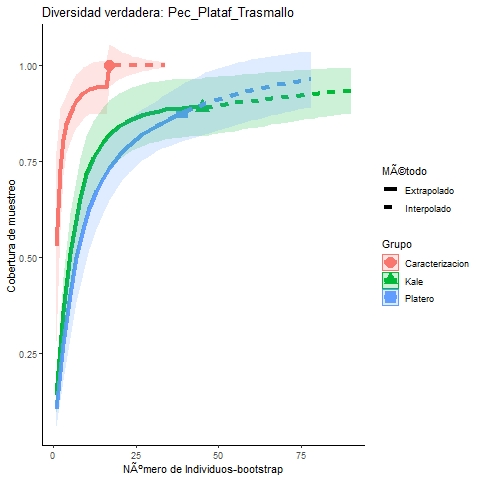 Diversidad verdadera: Pec_Plataf_Trasmallo
1.00
0.75
0.50
0.25
Cobertura de muestreo
0
25
50
75
NÃºmero de Individuos-bootstrap
MÃ©todo
Extrapolado
Interpolado
Grupo
Caracterizacion
Kale
Platero